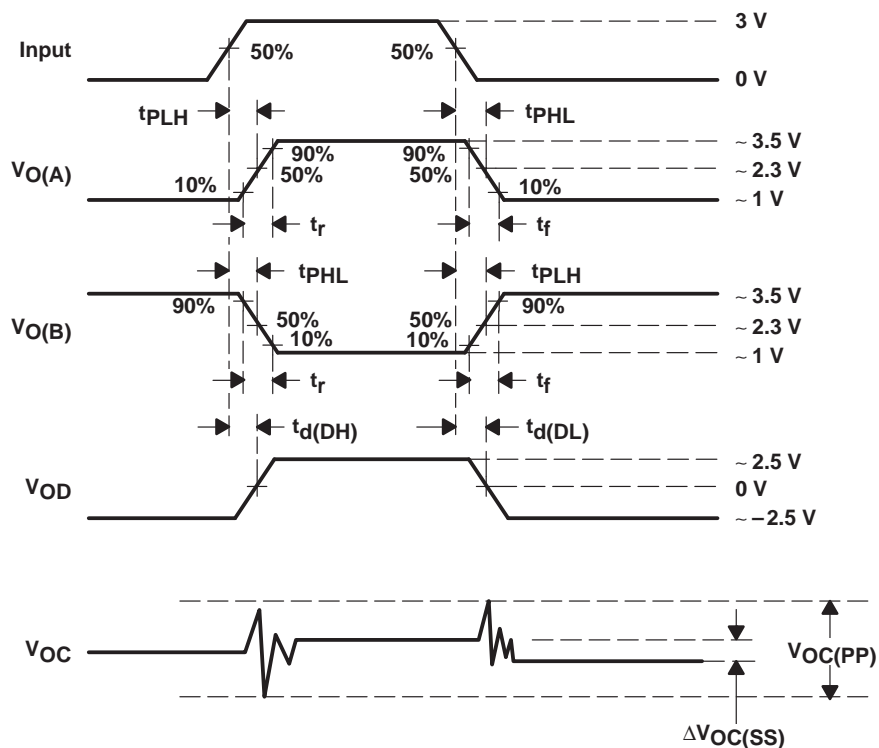 3 V
Input
50%
50%
0 V
tPLH
tPHL
~ 3.5 V
90%
90%
VO(A)
50%
50%
~ 2.3 V
10%
10%
~ 1 V
tr
tf
tPHL
tPLH
90%
90%
~ 3.5 V
VO(B)
50%
50%
~ 2.3 V
10%
10%
~ 1 V
tr
tf
td(DH)
td(DL)
~ 2.5 V
VOD
0 V
~ –2.5 V
VOC
VOC(PP)
ΔVOC(SS)